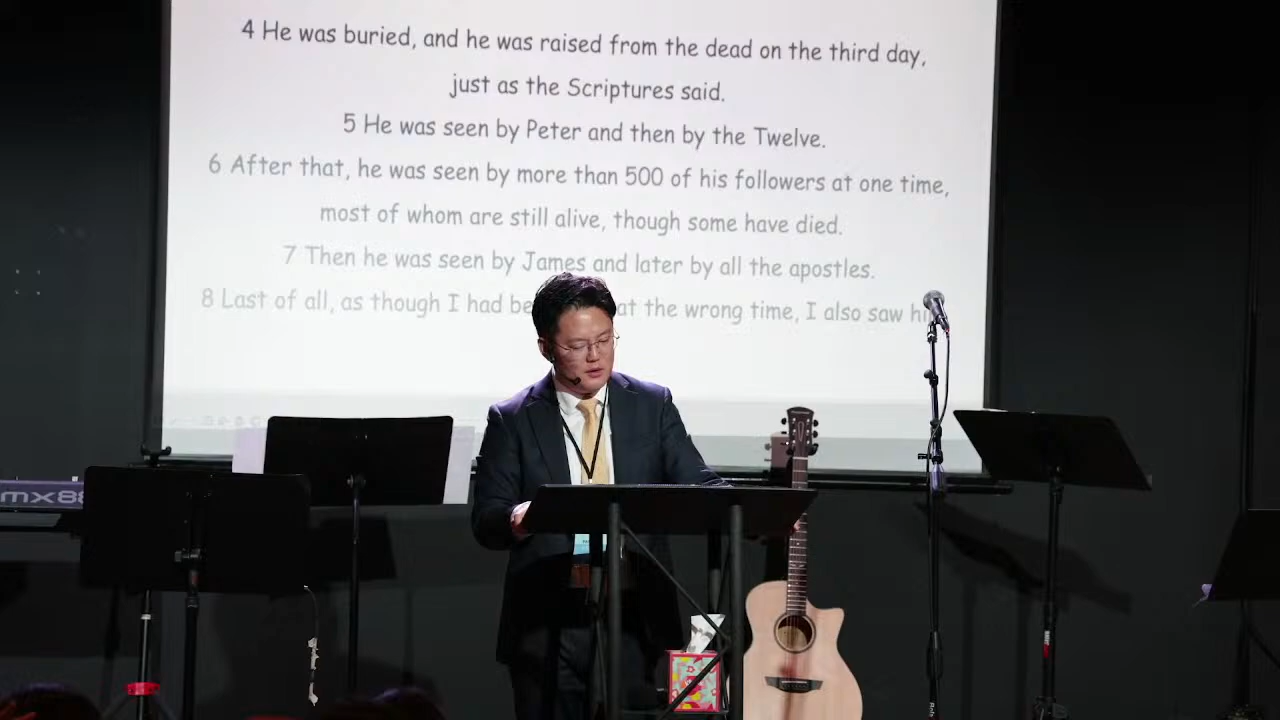 4 He was buried, and he was raised from the dead on the third day,
just as the Scriptures said.
5 He was seen by Peter and then by the Twelve.
6 After that, he was seen by more than 500 of his followers at one time,
most of whom are still alive, though some have died.
7 Then he was seen by James and later by all the apostles.
8 Last of all, as though I had be at the wrong time, I also saw hi
mx88